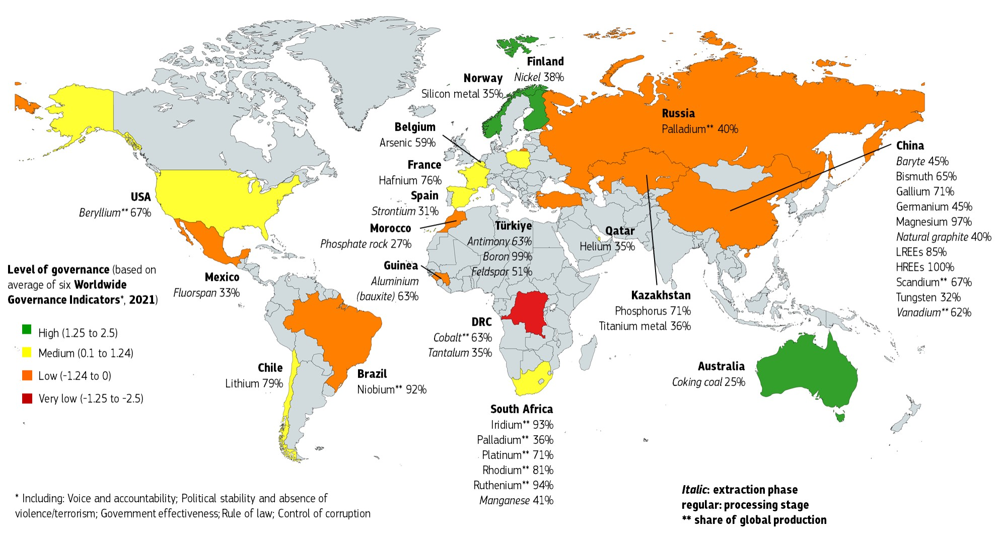 Finland
Nickel 38%
Norway
Silicon metal 35%
Russia
Palladium** 40%
Belgium
Arsenic 59%
France
Hafnium 76%
Spain
Strontium 31%
Morocco
Phosphate rock 27%
Türkiye
Antimony 63%
Boron 99%
Feldspar 51%
Qatar
Helium 35%
China
Baryte 45%
Bismuth 65%
Gallium 71%
Germanium 45%
Magnesium 97%
Natural graphite 40%
LREEs 85%
HREEs 100%
Scandium** 67%
Tungsten 32%
Vanadium** 62%
USA
Beryllium** 67%
Guinea
Aluminium
(bauxite) 63%
Mexico
Fluorspan 33%
Kazakhstan
Phosphorus 71%
Titanium metal 36%
DRC
Cobalt** 63%
Tantalum 35%
Level of governance (based on
average of six Worldwide
Governance Indicators*, 2021)
High (1.25 to 2.5)
Medium (0.1 to 1.24)
Low (-1.24 to 0)
Very low (-1.25 to -2.5)
Chile
Lithium 79%
Brazil
Niobium** 92%
Australia
Coking coal 25%
South Africa
Iridium** 93%
Palladium** 36%
Platinum** 71%
Rhodium** 81%
Ruthenium** 94%
Manganese 41%
* Including: Voice and accountability; Political stability and absence of
violence/terrorism; Government effectiveness; Rule of law; Control of corruption
Italic: extraction phase
regular: processing stage
** share of global production